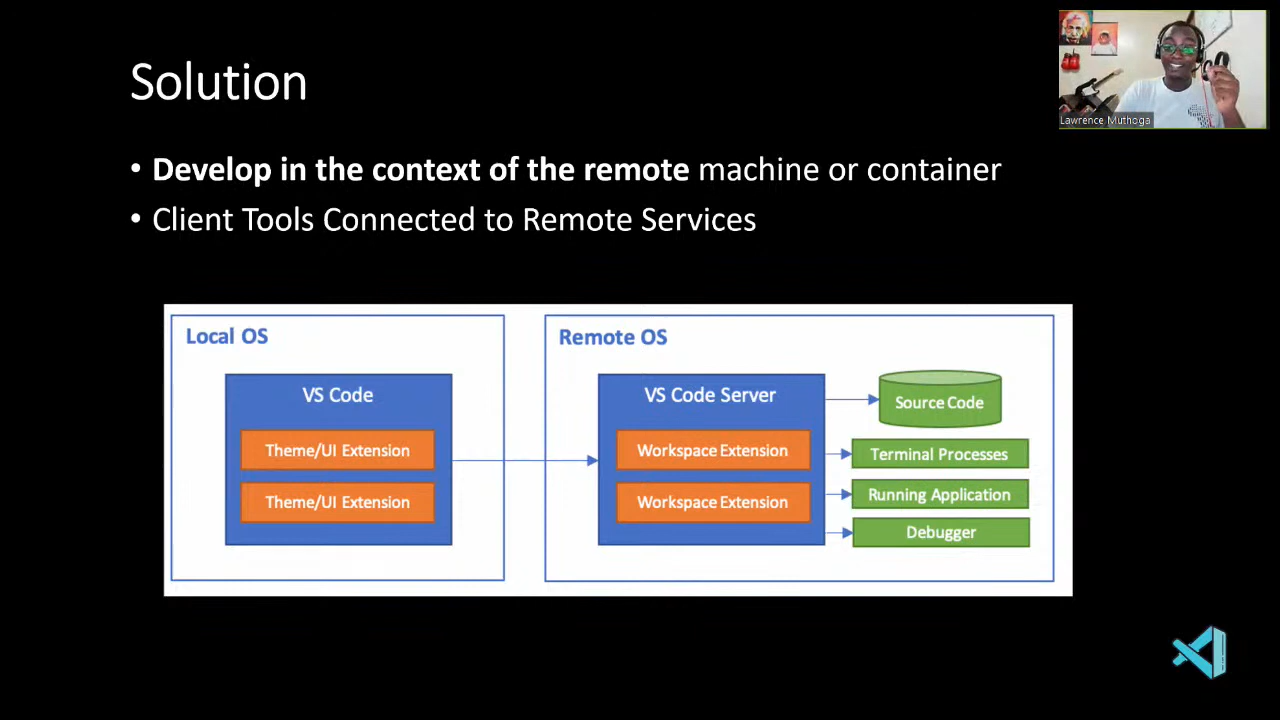 Solution
Lawrence Muthoga
• Develop in the context of the remote machine or container
• Client Tools Connected to Remote Services
Local OS
VS Code
Theme/UI Extension
Theme/UI Extension
Remote OS
VS Code Server
Workspace Extension
Workspace Extension
Source Code
Terminal Processes
Running Application
Debugger